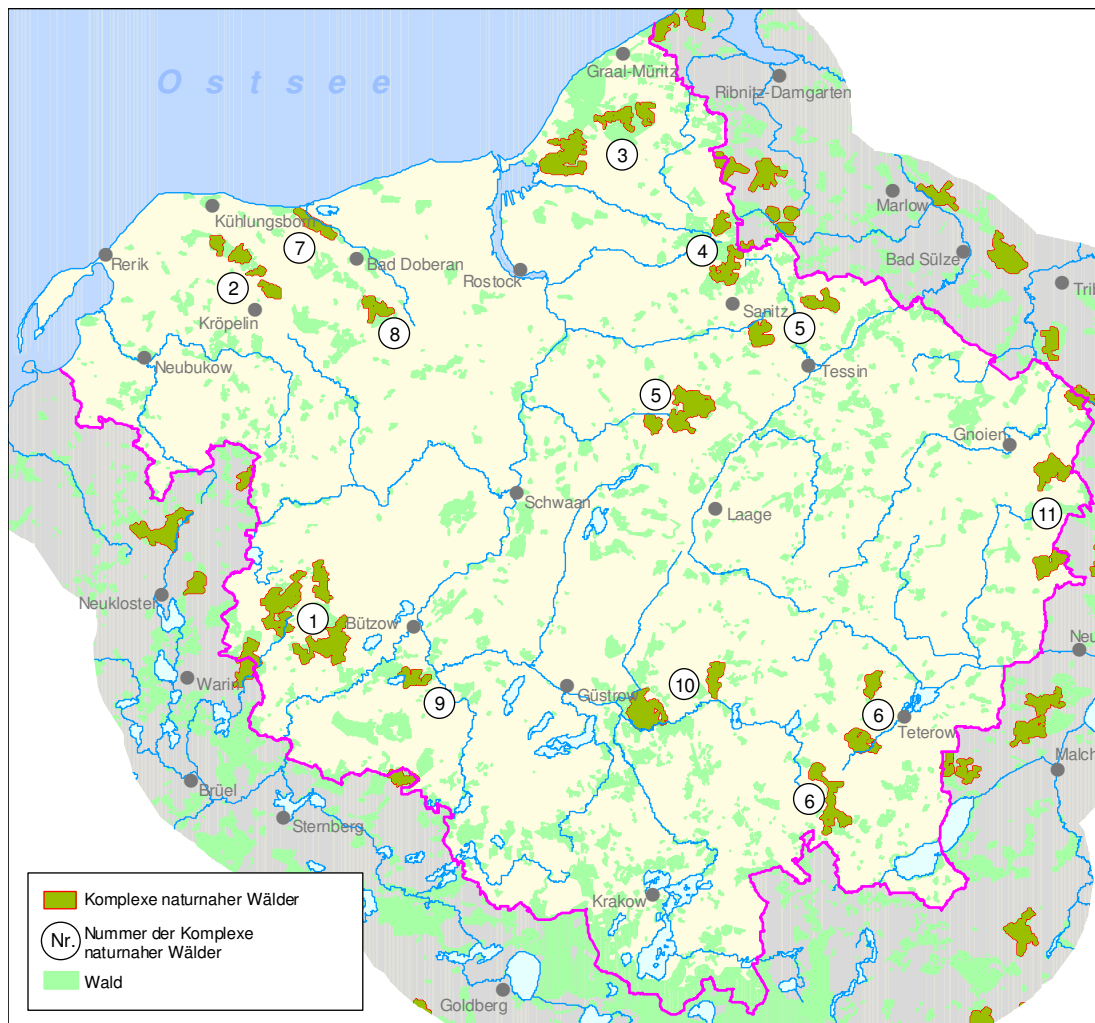 Ostsee
Graal-Müritz
Ribnitz-Damgarten
3
Marlow
Kühlungsborn
7
4
Bad Sülze
Rerik
Bad Doberan
Rostock
2
Sanitz
Kröpelin
8
5
Neubukow
Tessin
5
Gnoien
Schwaan
Laage
11
Neukloster
1
Bützow
Warin
9
Güstrow
10
6
Teterow
Malch
Brüel
6
Sternberg
Krakow
Goldberg
Trib
Neu
Komplexe naturnaher Wälder
Nr.
Nummer der Komplexe
naturnaher Wälder
Wald